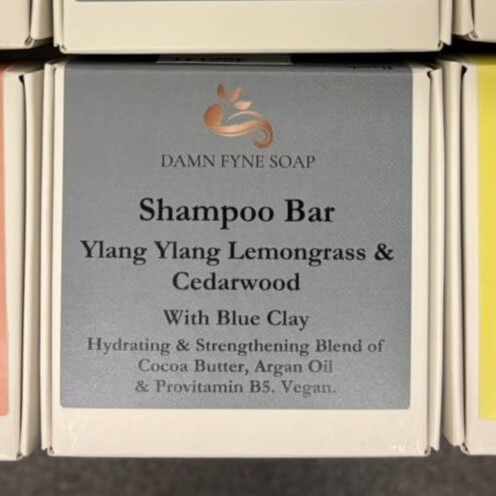 DAMN FYNE SOAP
Shampoo Bar
Ylang Ylang Lemongrass &
Cedarwood
With Blue Clay
Hydrating & Strengthening Blend of
Cocoa Butter, Argan Oil
& Provitamin B5. Vegan.